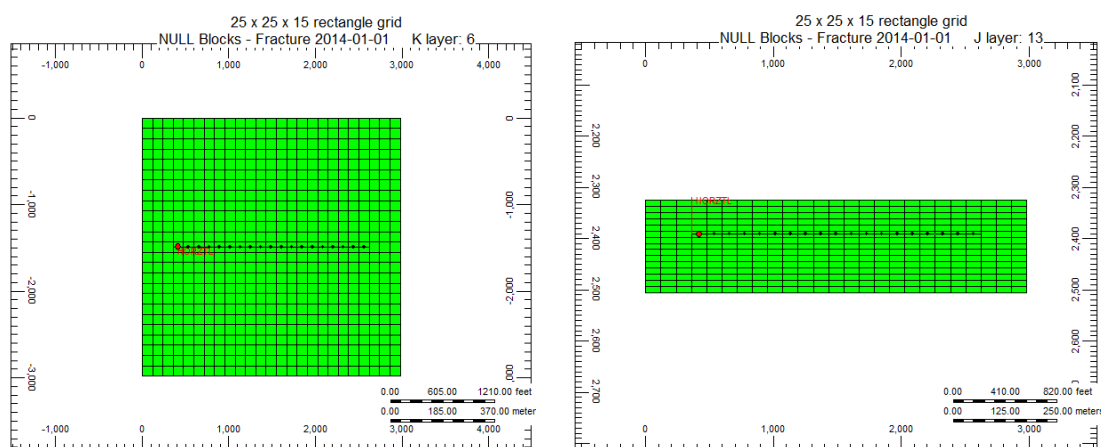 25 x 25 x 15 rectangle grid
NULL Blocks - Fracture 2014-01-01 K layer: 6
-1,000 0 1,000 2,000 3,000 4,000
0 0
-1,000 -1,000
HORZTL
-2,000 -2,000
-3,000 ,000
0.00 605.00 1210.00 feet
0.00 185.00 370.00 meter
-1,000 0 1,000 2,000 3,000 4,000
25 x 25 x 15 rectangle grid
NULL Blocks - Fracture 2014-01-01 J layer: 13
0 1,000 2,000 3,000
2,100
2,200 2,200
2,300 2,300
HORZTL
2,400 2,400
2,500 2,500
2,600 2,600
2,700
0.00 410.00 820.00 feet
0.00 125.00 250.00 meter
0 1,000 2,000 3,000